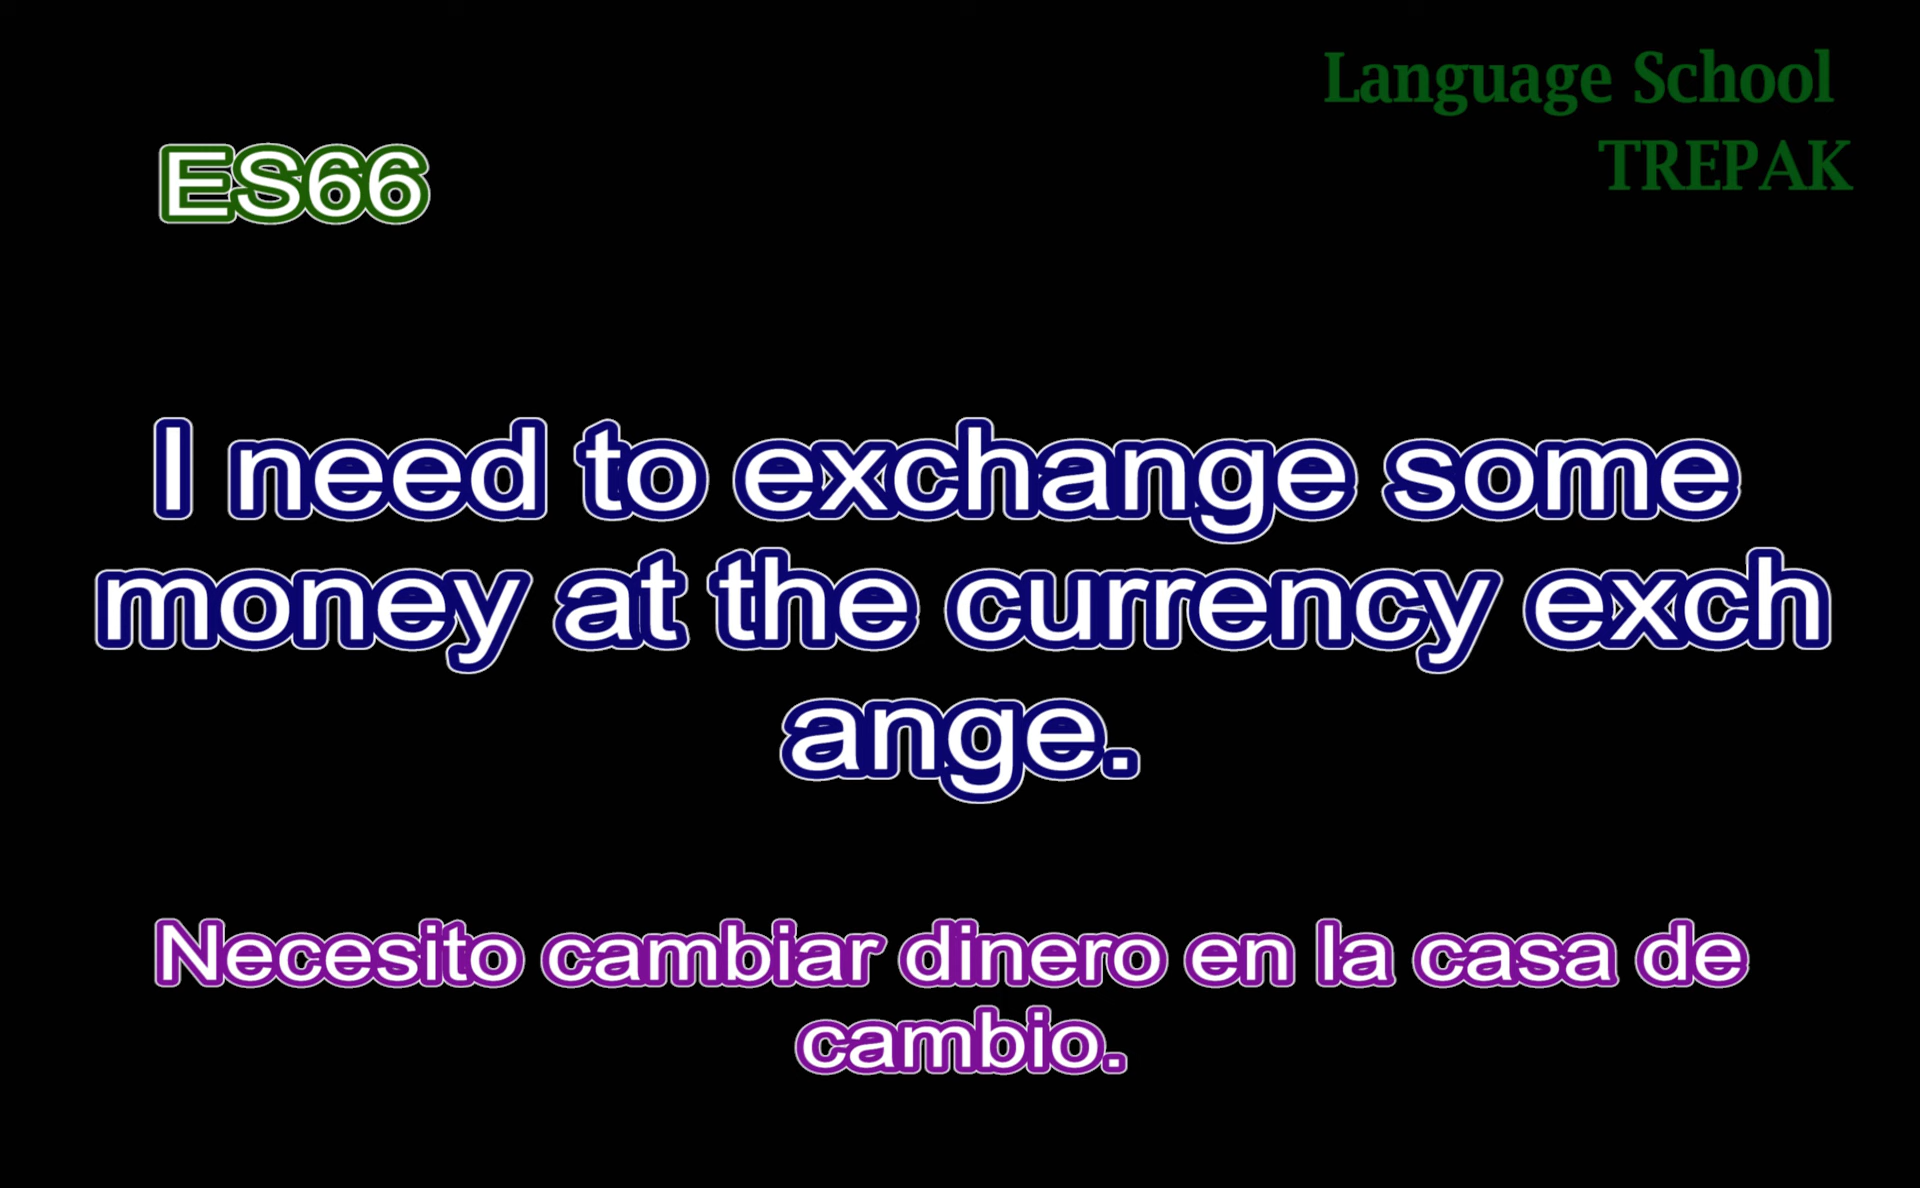 Language School
TREPAK
ES66
I need to exchange some
money at the currency exch
ange.
Necesito cambiar dinero en la casa de
cambio.